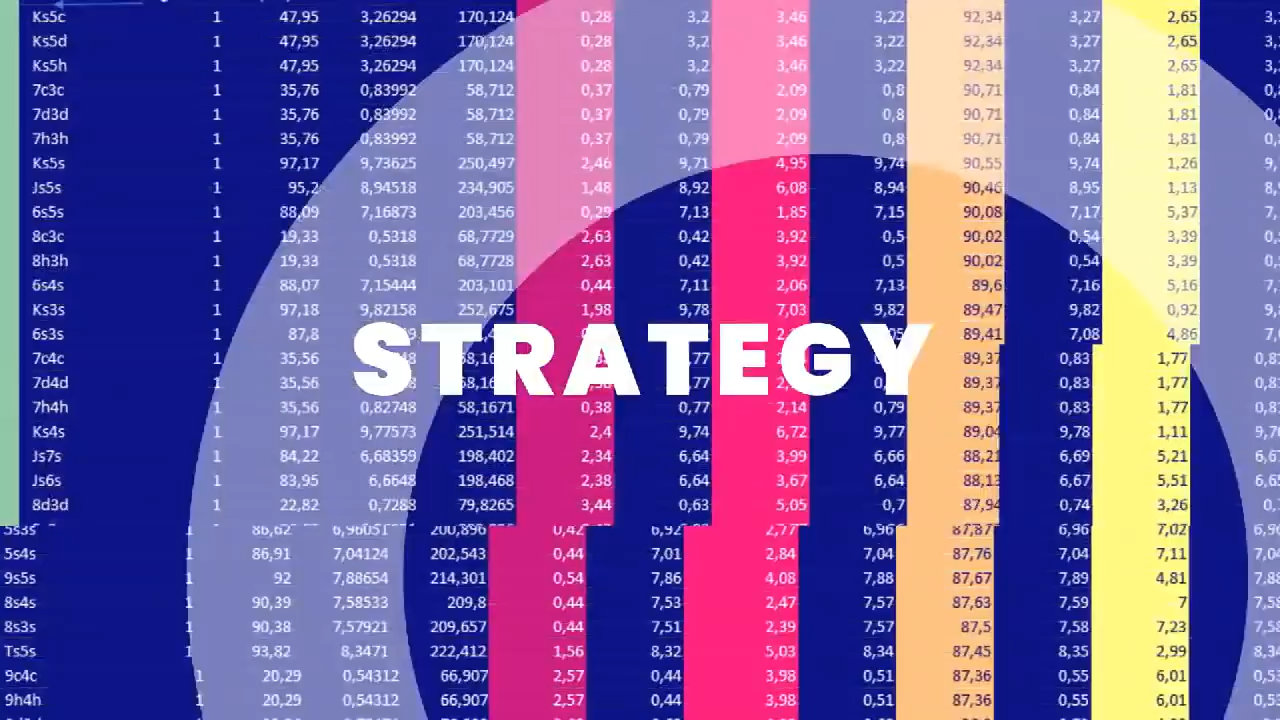 Ks5c 1 47,95 3,26294 170,124 0,28 3,2 3,46 3,22 92,34 3,27 2,65
Ks5d 1 47,95 3,26294 170,124 0,28 3,2 3,46 3,22 92,34 3,27 2,65
Ks5h 1 47,95 3,26294 170,124 0,28 3,2 3,46 3,22 92,34 3,27 2,65
7c3c 1 35,76 0,83992 58,712 0,37 0,79 2,09 0,8 90,71 0,84 1,81
7d3d 1 35,76 0,83992 58,712 0,37 0,79 2,09 0,8 90,71 0,84 1,81
7h3h 1 35,76 0,83992 58,712 0,37 0,79 2,09 0,8 90,71 0,84 1,81
Ks5s 1 97,17 9,73625 250,497 2,46 9,71 4,95 9,74 90,55 9,74 1,26
Js5s 1 95,2 8,94518 234,905 1,48 8,92 6,08 8,94 90,46 8,95 1,13
6s5s 1 88,09 7,16873 203,456 0,29 7,13 1,85 7,15 90,08 7,17 5,37
8c3c 1 19,33 0,5318 68,7729 2,63 0,42 3,92 0,5 90,02 0,54 3,39
8h3h 1 19,33 0,5318 68,7728 2,63 0,42 3,92 0,5 90,02 0,54 3,39
6s4s 1 88,07 7,15444 203,101 0,44 7,11 2,06 7,13 89,6 7,16 5,16
Ks3s 1 97,18 9,82158 252,675 1,98 9,78 7,03 9,82 89,47 9,82 0,92
6s3s 1 87,8 89,41 7,08 4,86
STRATEGY
7c4c 1 35,56 89,37 0,83 1,77
7d4d 1 35,56 89,37 0,83 1,77
7h4h 1 35,56 0,82748 58,1671 0,38 0,77 2,14 0,79 89,37 0,83 1,77
Ks4s 1 97,17 9,77573 251,514 2,4 9,74 6,72 9,77 89,04 9,78 1,11
Js7s 1 84,22 6,68359 198,402 2,34 6,64 3,99 6,66 88,21 6,69 5,21
Js6s 1 83,95 6,6648 198,468 2,38 6,64 3,67 6,64 88,13 6,67 5,51
8d3d 1 22,82 0,7288 79,8265 3,44 0,63 5,05 0,7 87,94 0,74 3,26
5s3s 1 86,62 200,896 0,42 6,92 2,77 6,96 87,87 6,96 7,02
5s4s 1 86,91 7,04124 202,543 0,44 7,01 2,84 7,04 87,76 7,04 7,11
9s5s 1 92 7,88654 214,301 0,54 7,86 4,08 7,88 87,67 7,89 4,81
8s4s 1 90,39 7,58533 209,8 0,44 7,53 2,47 7,57 87,63 7,59 7
8s3s 1 90,38 7,57921 209,657 0,44 7,51 2,39 7,57 87,5 7,58 7,23
Ts5s 1 93,82 8,3471 222,412 1,56 8,32 5,03 8,34 87,45 8,35 2,99
9c4c 1 20,29 0,54312 66,907 2,57 0,44 3,98 0,51 87,36 0,55 6,01
9h4h 1 20,29 0,54312 66,907 2,57 0,44 3,98 0,51 87,36 0,55 6,01